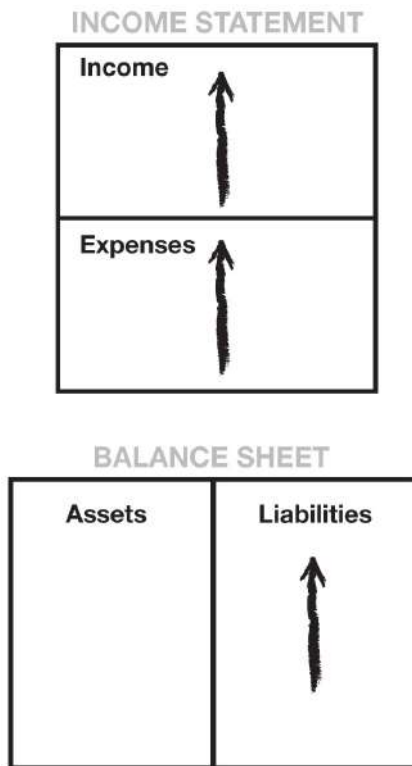 INCOME STATEMENT
Income
Expenses
BALANCE SHEET
Assets
Liabilities